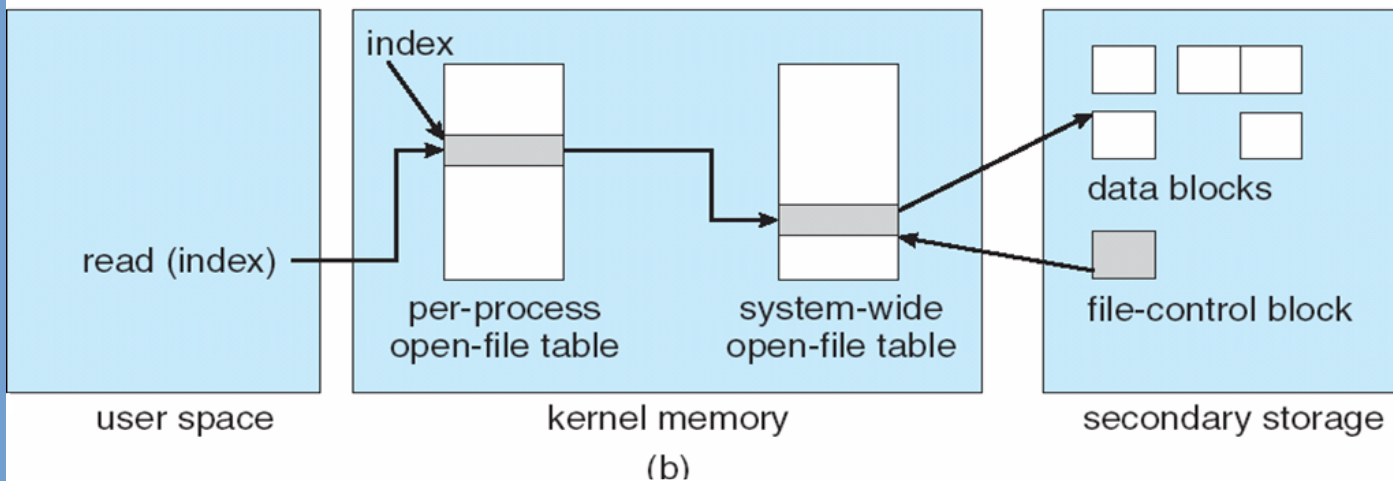 index
read (index)
per-process
open-file table
system-wide
open-file table
data blocks
file-control block
user space
kernel memory
secondary storage
(b)